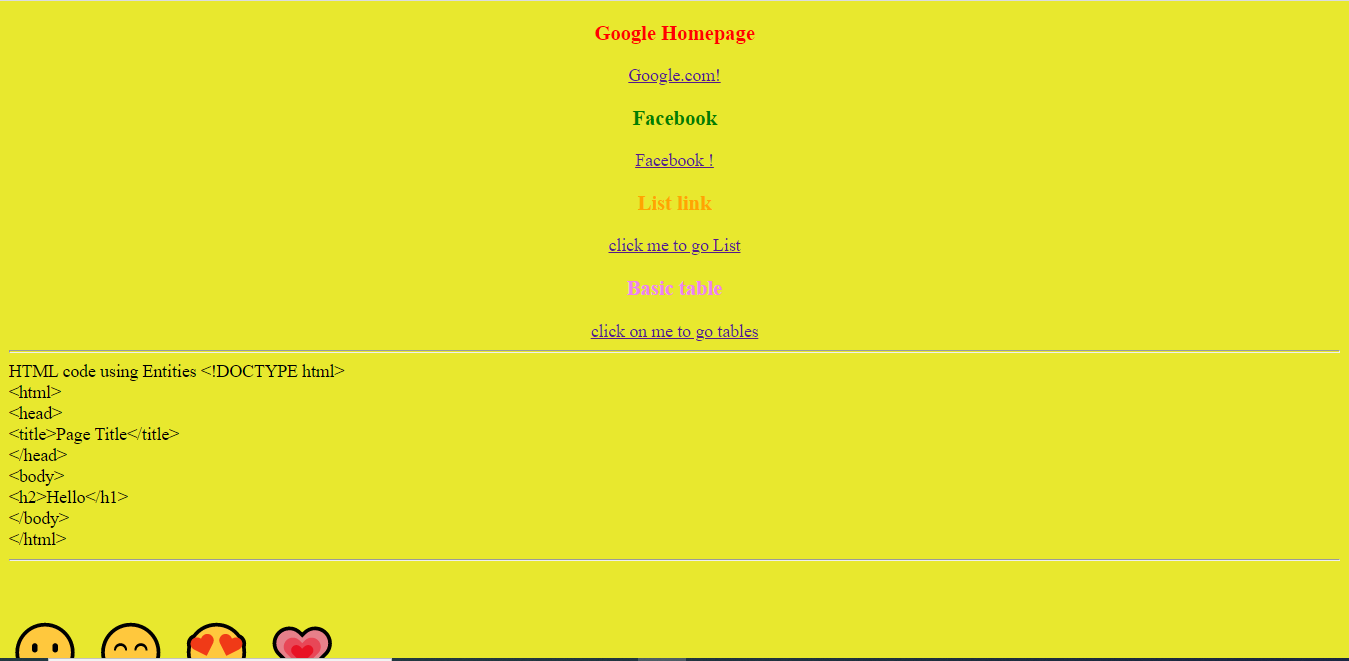 Google Homepage
Google.com!
Facebook
Facebook !
List link
click me to go List
Basic table
click on me to go tables
HTML code using Entities <!DOCTYPE html>
<html>
<head>
<title>Page Title</title>
</head>
<body>
<h2>Hello</h1>
</body>
</html>